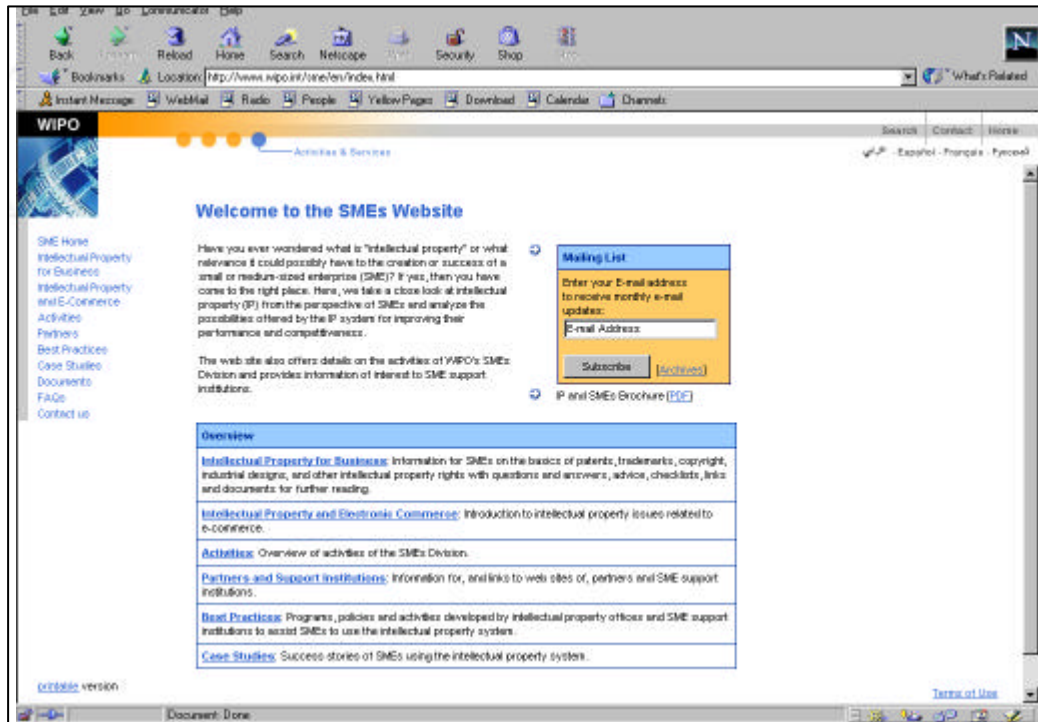 File Edit View Go Communicator Help
Back Reload Home Search Netscape Security Shop
Bookmarks Location: http://www.wipo.int/sme/en/index.html What's Related
Instant Message WebMail Radio People Yellow Pages Download Calendar Channels
WIPO
Search Contact Home
Activities & Services
عربي - Español - Français - Русский
Welcome to the SMEs Website
SME Home
Intellectual Property
for Business
Intellectual Property
and E-Commerce
Activities
Partners
Best Practices
Case Studies
Documents
FAQs
Contact us
Have you ever wondered what is "intellectual property" or what
relevance it could possibly have to the creation or success of a
small or medium-sized enterprise (SME)? If yes, then you have
come to the right place. Here, we take a close look at intellectual
property (IP) from the perspective of SMEs and analyze the
possibilities offered by the IP system for improving their
performance and competitiveness.
The web site also offers details on the activities of WIPO's SMEs
Division and provides information of interest to SME support
institutions.
Mailing List
Enter your E-mail address
to receive monthly e-mail
updates:
E-mail Address
Subscribe [Archives]
IP and SMEs Brochure (PDF)
Overview
Intellectual Property for Business: Information for SMEs on the basics of patents, trademarks, copyright,
industrial designs, and other intellectual property rights with questions and answers, advice, checklists, links
and documents for further reading.
Intellectual Property and Electronic Commerce: Introduction to intellectual property issues related to
e-commerce.
Activities: Overview of activities of the SMEs Division.
Partners and Support Institutions: Information for, and links to web sites of, partners and SME support
institutions.
Best Practices: Programs, policies and activities developed by intellectual property offices and SME support
institutions to assist SMEs to use the intellectual property system.
Case Studies: Success stories of SMEs using the intellectual property system.
printable version
Terms of Use
Document: Done